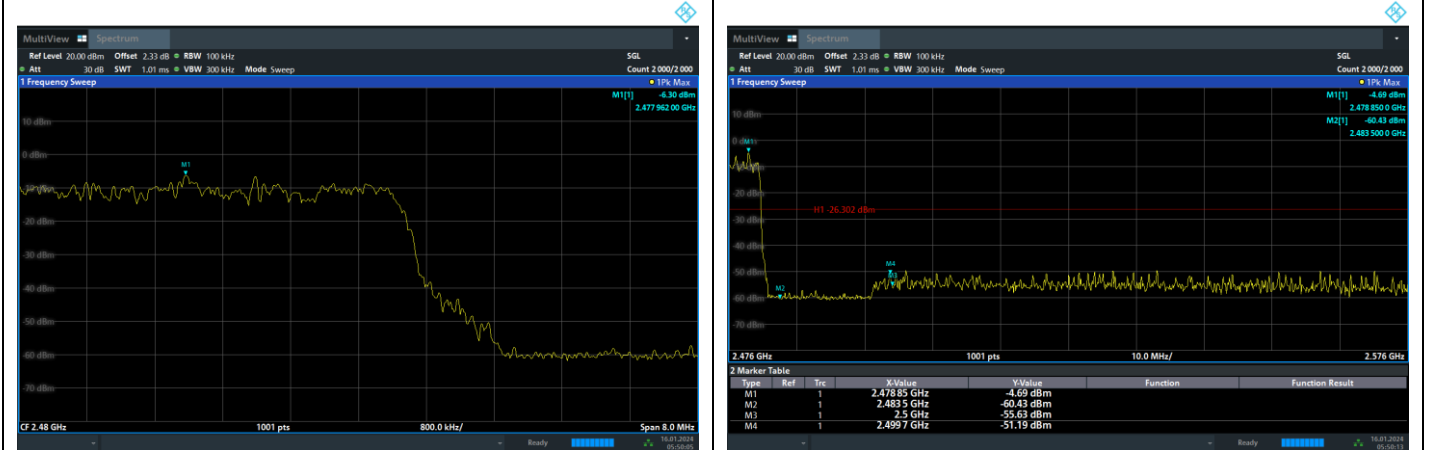 MultiView Spectrum
Ref Level 20.00 dBm Offset 2.33 dB RBW 100 kHz SGL
Att 30 dB SWT 1.01 ms VBW 300 kHz Mode Sweep Count 2 000/2 000
1 Frequency Sweep 1Pk Max
M1[1] -6.30 dBm
2.477 962 00 GHz
10 dBm
0 dBm
M1
-10 dBm
-20 dBm
-30 dBm
-40 dBm
-50 dBm
-60 dBm
-70 dBm
CF 2.48 GHz 1001 pts 800.0 kHz/ Span 8.0 MHz
Ready 16.01.2024
05:50:05
MultiView Spectrum
Ref Level 20.00 dBm Offset 2.33 dB RBW 100 kHz SGL
Att 30 dB SWT 1.01 ms VBW 300 kHz Mode Sweep Count 2 000/2 000
1 Frequency Sweep 1Pk Max
M1[1] -4.69 dBm
2.478 850 0 GHz
M2[1] -60.43 dBm
2.483 500 0 GHz
10 dBm
0 dBm
M1
-10 dBm
-20 dBm
H1 -26.302 dBm
-30 dBm
-40 dBm
M4
-50 dBm
M3
M2
-60 dBm
-70 dBm
2.476 GHz 1001 pts 10.0 MHz/ 2.576 GHz
2 Marker Table
Type Ref Trc X-Value Y-Value Function Function Result
M1 1 2.478 85 GHz -4.69 dBm
M2 1 2.483 5 GHz -60.43 dBm
M3 1 2.5 GHz -55.63 dBm
M4 1 2.499 7 GHz -51.19 dBm
Ready 16.01.2024
05:50:13